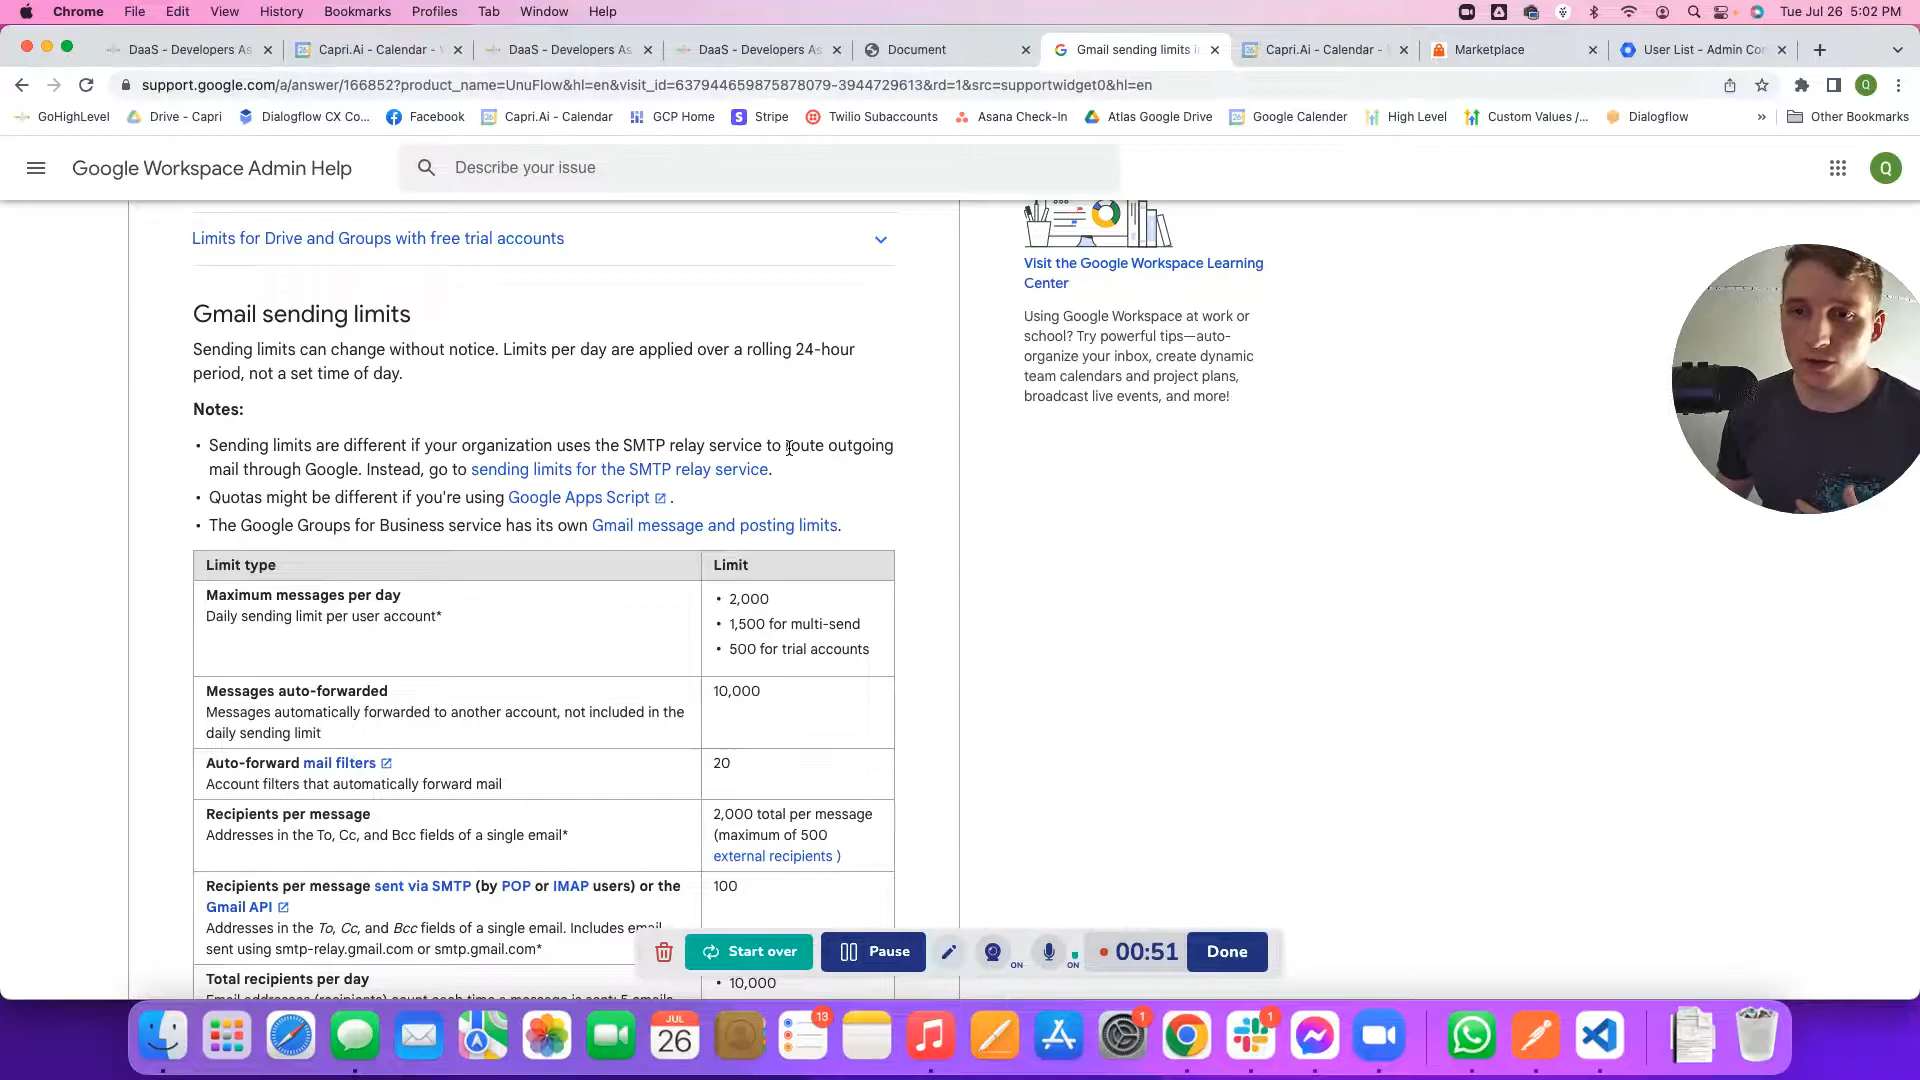 Chrome File Edit View History Bookmarks Profiles Tab Window Help Tue Jul 26 5:02 PM
DaaS - Developers As
Capri.Ai - Calendar -
DaaS - Developers As
DaaS - Developers As
Document
Gmail sending limits i
Capri.Ai - Calendar -
Marketplace
User List - Admin Co
support.google.com/a/answer/166852?product_name=UnuFlow&hl=en&visit_id=637944659875878079-3944729613&rd=1&src=supportwidget0&hl=en
Q
GoHighLevel Drive - Capri Dialogflow CX Co... Facebook Capri.Ai - Calendar GCP Home Stripe Twilio Subaccounts Asana Check-In Atlas Google Drive Google Calender High Level Custom Values /... Dialogflow » Other Bookmarks
Google Workspace Admin Help
Describe your issue
Q
Limits for Drive and Groups with free trial accounts
Gmail sending limits
Sending limits can change without notice. Limits per day are applied over a rolling 24-hour
period, not a set time of day.
Notes:
• Sending limits are different if your organization uses the SMTP relay service to route outgoing
mail through Google. Instead, go to sending limits for the SMTP relay service.
• Quotas might be different if you're using Google Apps Script .
• The Google Groups for Business service has its own Gmail message and posting limits.
Limit type Limit
Maximum messages per day
Daily sending limit per user account*
• 2,000
• 1,500 for multi-send
• 500 for trial accounts
Messages auto-forwarded
Messages automatically forwarded to another account, not included in the
daily sending limit
10,000
Auto-forward mail filters
Account filters that automatically forward mail
20
Recipients per message
Addresses in the To, Cc, and Bcc fields of a single email*
2,000 total per message
(maximum of 500
external recipients )
Recipients per message sent via SMTP (by POP or IMAP users) or the
Gmail API
Addresses in the To, Cc, and Bcc fields of a single email. Includes email
sent using smtp-relay.gmail.com or smtp.gmail.com*
100
Total recipients per day
• 10,000
Visit the Google Workspace Learning
Center
Using Google Workspace at work or
school? Try powerful tips—auto-
organize your inbox, create dynamic
team calendars and project plans,
broadcast live events, and more!
Start over
Pause
ON
ON
00:51
Done
JUL
26
13
1
1